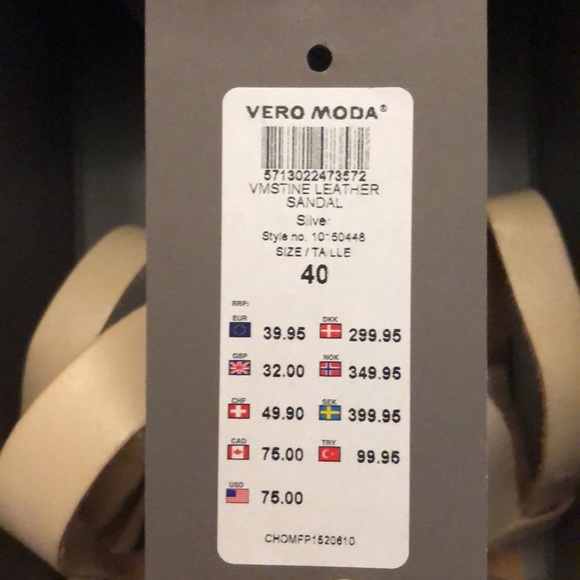 VERO MODA®
5713022473572
VMSTINE LEATHER
SANDAL
Silver
Style no. 10150448
SIZE / TAILLE
40
RRP:
EUR 39.95 DKK 299.95
GBP 32.00 NOK 349.95
CHF 49.90 SEK 399.95
CAD 75.00 TRY 99.95
USD 75.00
CHOMFP1520610